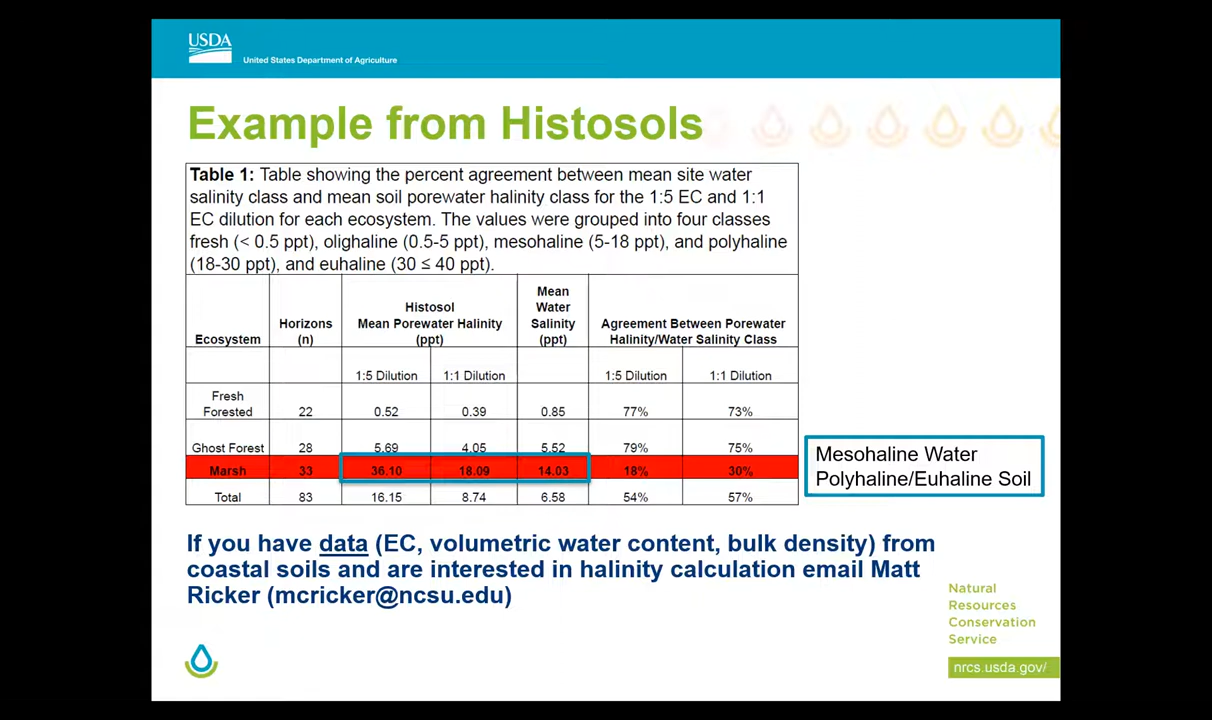 USDA
United States Department of Agriculture
Example from Histosols
Table 1: Table showing the percent agreement between mean site water
salinity class and mean soil porewater halinity class for the 1:5 EC and 1:1
EC dilution for each ecosystem. The values were grouped into four classes
fresh (< 0.5 ppt), olighaline (0.5-5 ppt), mesohaline (5-18 ppt), and polyhaline
(18-30 ppt), and euhaline (30 ≤ 40 ppt).
Ecosystem Horizons (n) Histosol Mean Porewater Halinity (ppt) Mean Water Salinity (ppt) Agreement Between Porewater Halinity/Water Salinity Class
1:5 Dilution 1:1 Dilution 1:5 Dilution 1:1 Dilution
Fresh Forested 22 0.52 0.39 0.85 77% 73%
Ghost Forest 28 5.69 4.05 5.52 79% 75%
Marsh 33 36.10 18.09 14.03 18% 30%
Total 83 16.15 8.74 6.58 54% 57%
Mesohaline Water
Polyhaline/Euhaline Soil
If you have data (EC, volumetric water content, bulk density) from
coastal soils and are interested in halinity calculation email Matt
Ricker (mcricker@ncsu.edu)
Natural
Resources
Conservation
Service
nrcs.usda.gov/